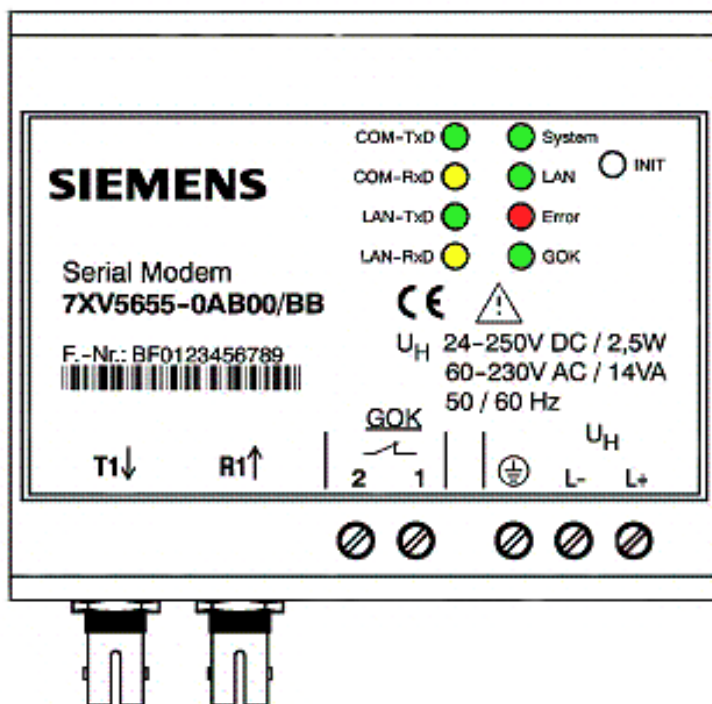 COM-TxD System
COM-RxD LAN INIT
LAN-TxD Error
LAN-RxD GOK
SIEMENS
Serial Modem
7XV5655-0AB00/BB
F.-Nr.: BF0123456789
CE
UH 24-250V DC / 2,5W
60-230V AC / 14VA
50 / 60 Hz
GOK
UH
T1↓ R1↑ 2 1 L- L+